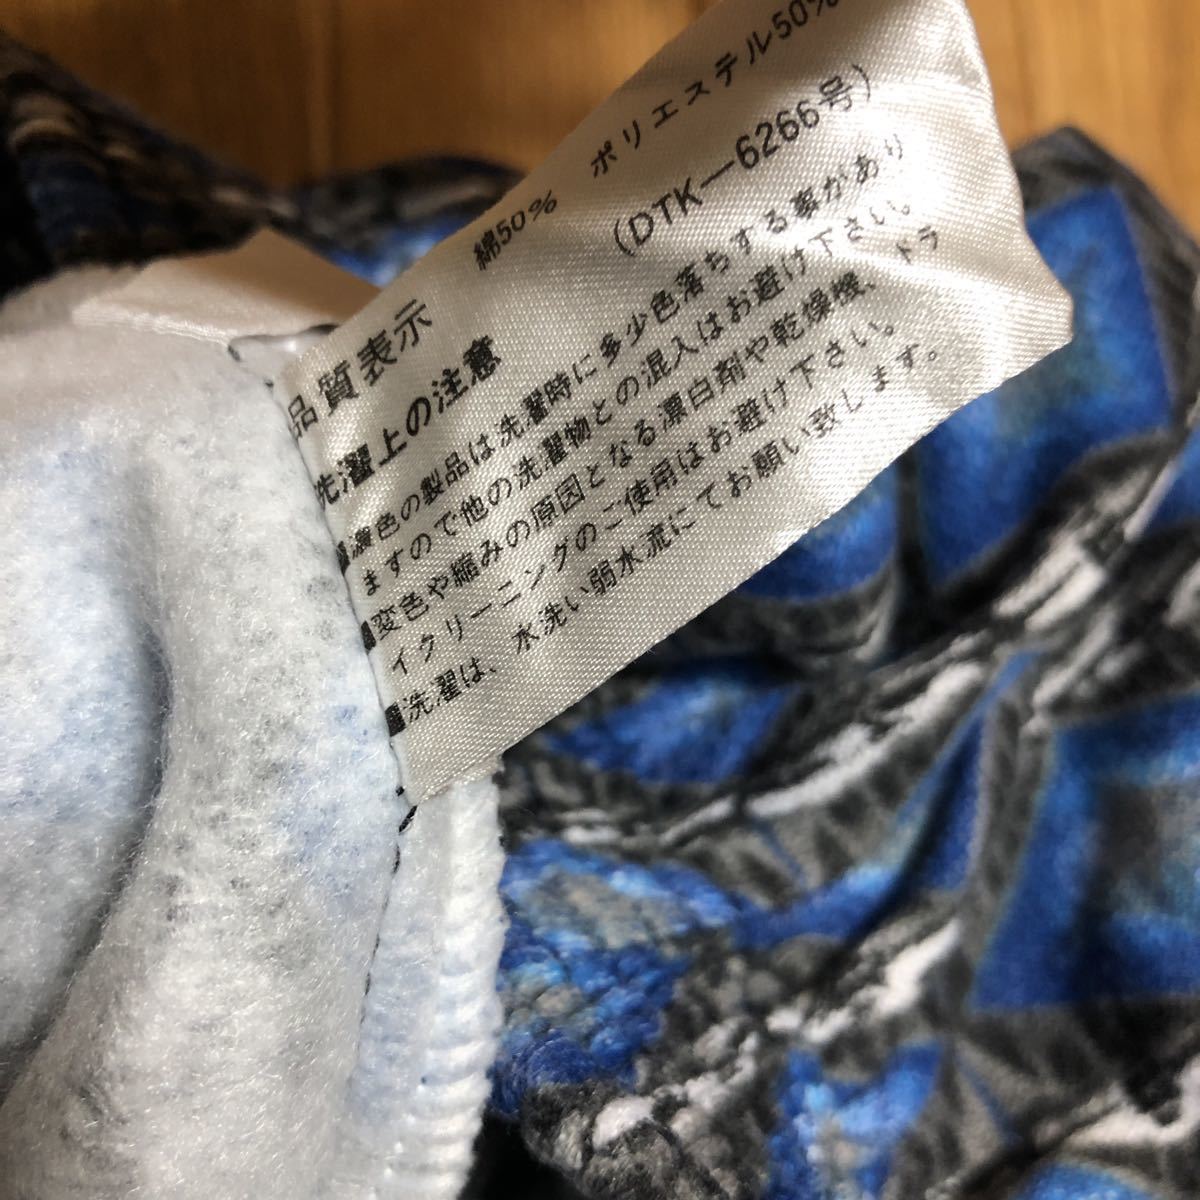 品質表示
綿50% ポリエステル50%
(DTK—6266号)
洗濯上の注意
■濃色の製品は洗濯時に多少色落ちする事があり
ますので他の洗濯物との混入はお避け下さい。
■変色や縮みの原因となる漂白剤や乾燥機、ドラ
イクリーニングのご使用はお避け下さい。
■洗濯は、水洗い弱水流にてお願い致します。